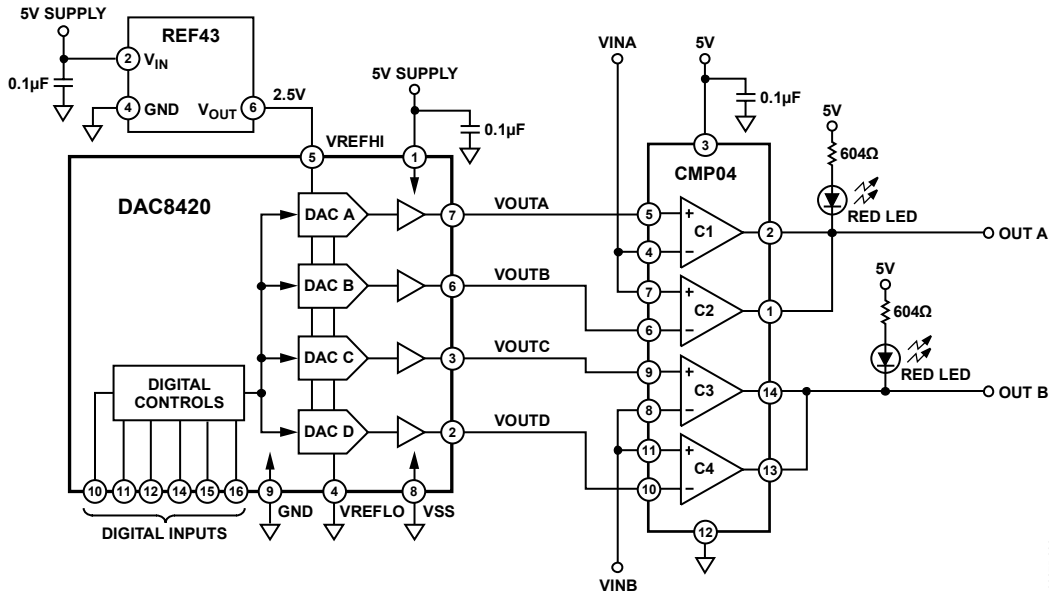 5V SUPPLY
REF43
2
VIN
0.1µF
4
GND
VOUT
6
2.5V
5V SUPPLY
0.1µF
5
VREFHI
1
DAC8420
DAC A
7
VOUTA
DAC B
6
VOUTB
DAC C
3
VOUTC
DIGITAL
CONTROLS
DAC D
2
VOUTD
10
11
12
14
15
16
9
GND
4
VREFLO
8
VSS
DIGITAL INPUTS
VINA
5V
0.1µF
3
CMP04
5
+
C1
4
−
2
7
+
C2
6
−
1
9
+
C3
8
−
14
11
+
C4
10
−
13
12
VINB
5V
604Ω
RED LED
OUT A
5V
604Ω
RED LED
OUT B